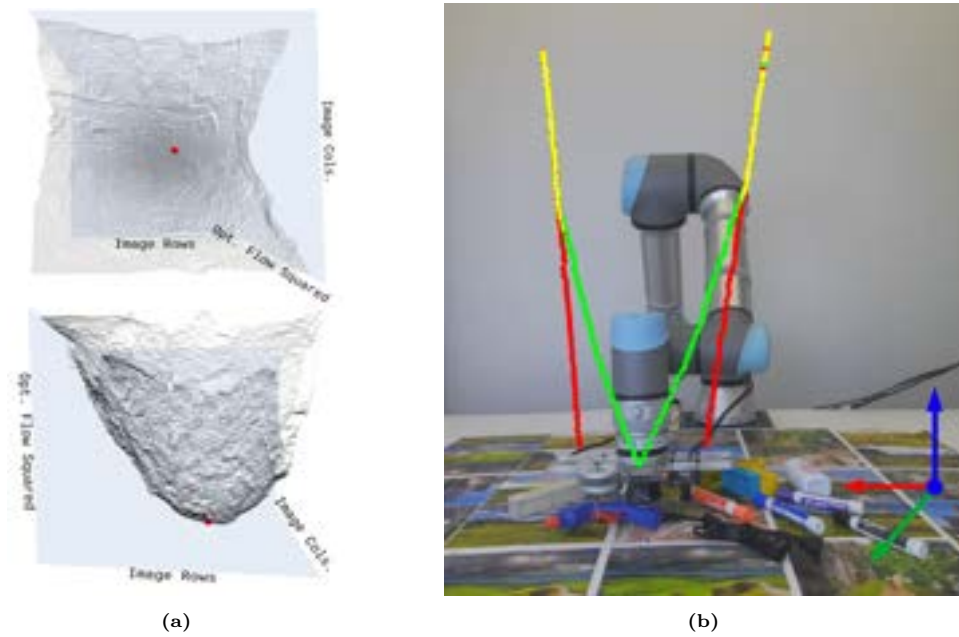 Image Cols.
Image Rows
Opt. Flow Squared
Opt. Flow Squared
Image Cols.
Image Rows
(a)
(b)